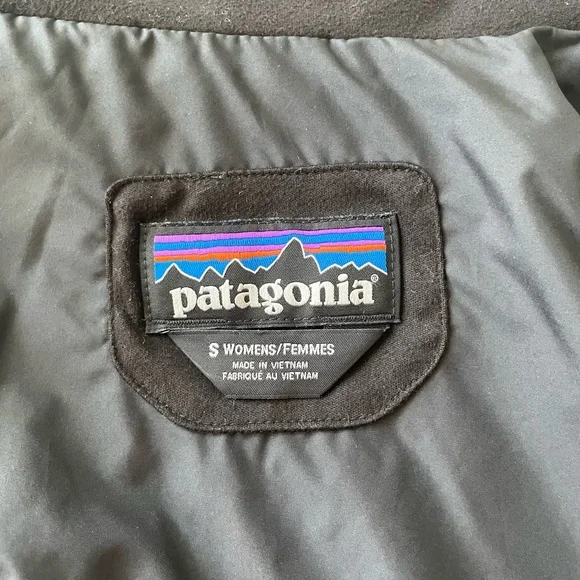 patagonia®
S WOMENS/FEMMES
MADE IN VIETNAM
FABRIQUÉ AU VIETNAM